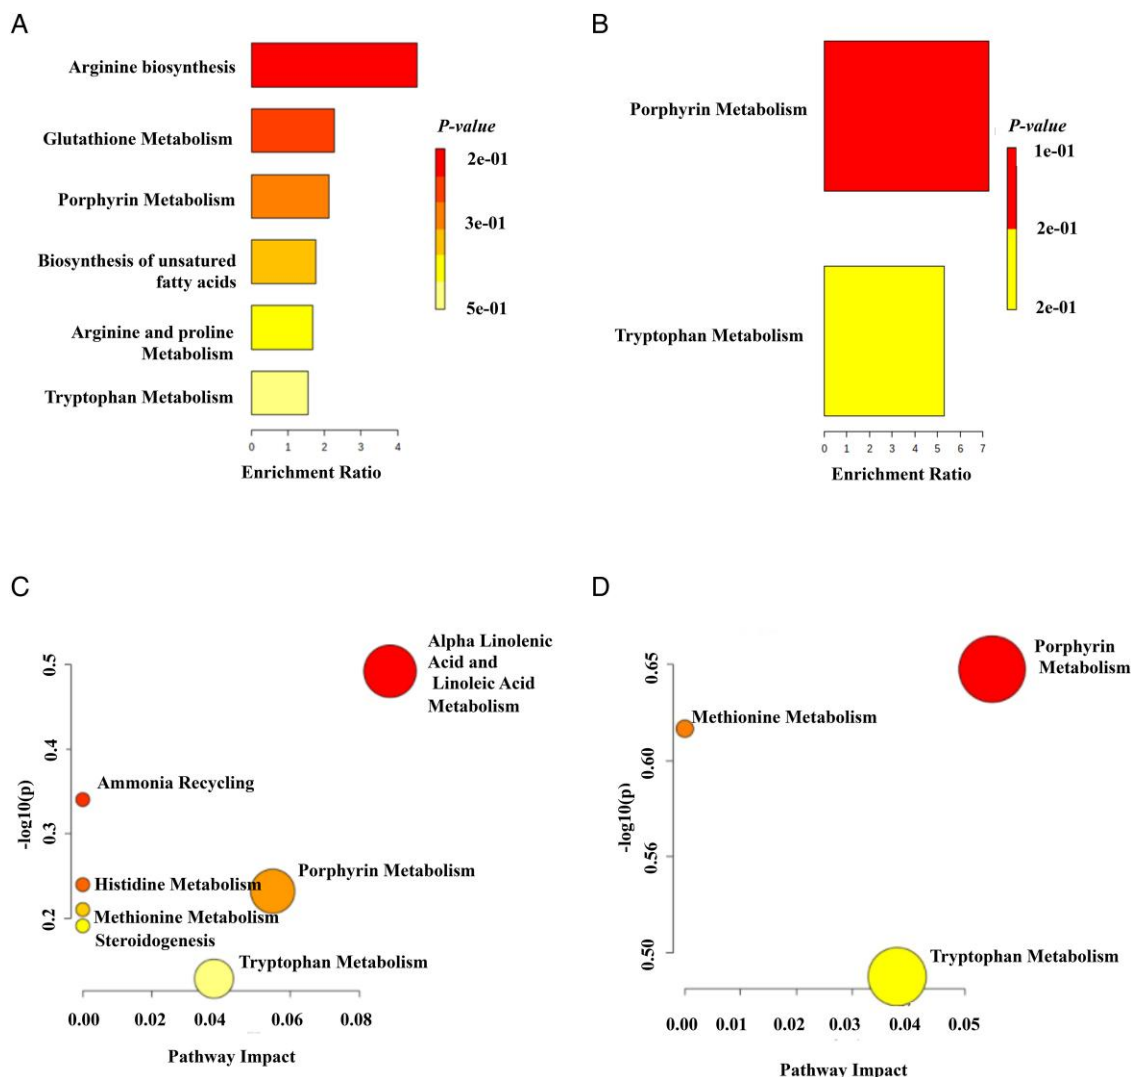 A
Arginine biosynthesis
Glutathione Metabolism
Porphyrin Metabolism
Biosynthesis of unsatured
fatty acids
Arginine and proline
Metabolism
Tryptophan Metabolism
0 1 2 3 4
Enrichment Ratio
P-value
2e-01
3e-01
5e-01
B
Porphyrin Metabolism
Tryptophan Metabolism
0 1 2 3 4 5 6 7
Enrichment Ratio
P-value
1e-01
2e-01
2e-01
C
-log10(p)
0.5
0.4
0.3
0.2
Alpha Linolenic
Acid and
Linoleic Acid
Metabolism
Ammonia Recycling
Porphyrin Metabolism
Histidine Metabolism
Methionine Metabolism
Steroidogenesis
Tryptophan Metabolism
0.00 0.02 0.04 0.06 0.08
Pathway Impact
D
-log10(p)
0.65
0.60
0.56
0.50
Porphyrin
Metabolism
Methionine Metabolism
Tryptophan Metabolism
0.00 0.01 0.02 0.03 0.04 0.05
Pathway Impact